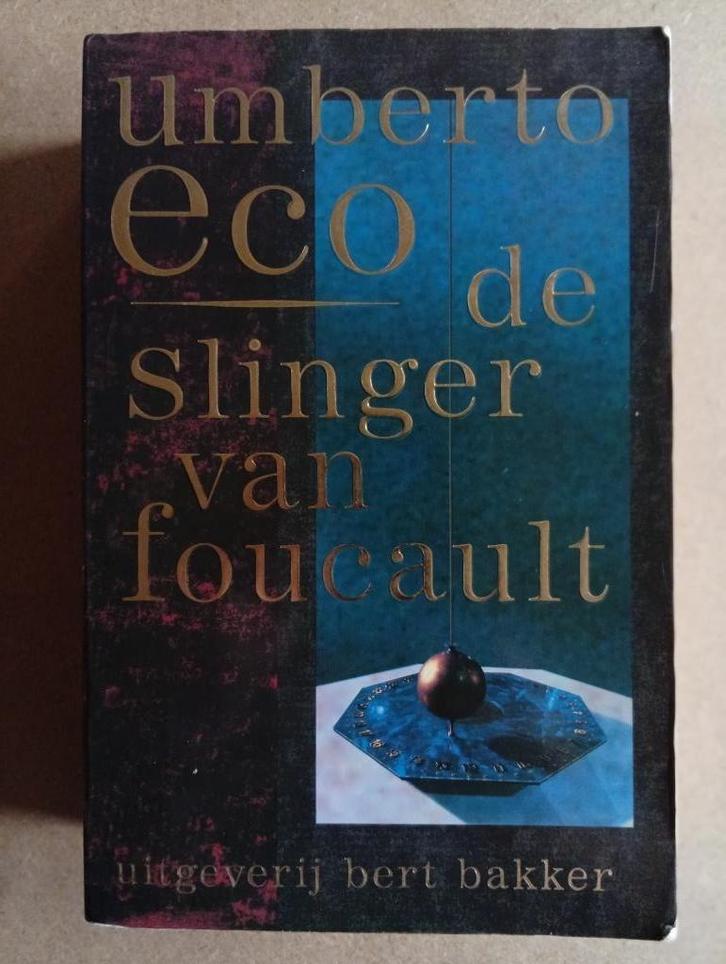 umberto
eco
de
slinger
van
foucault
uitgeverij bert bakker